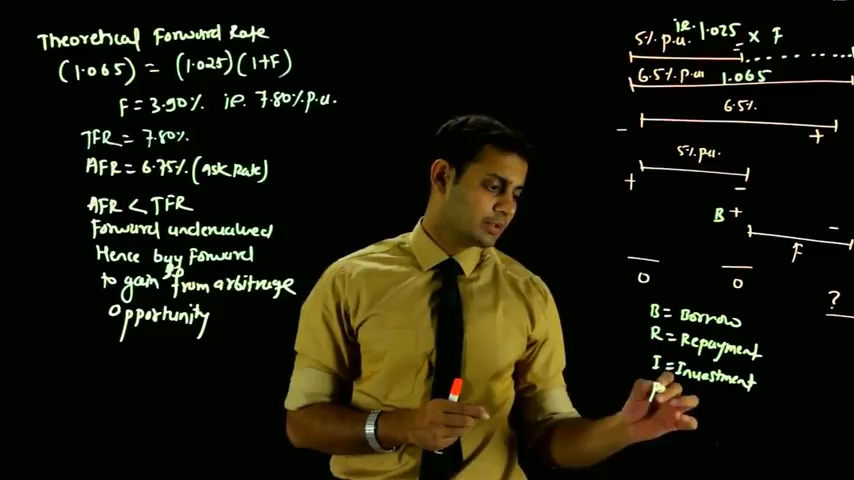 Theoretical Forward Rate
(1.065) = (1.025)(1+F)
F = 3.90% ie. 7.80% p.u.
TFR = 7.80%
AFR = 6.75% (ask Rate)
AFR < TFR
Forward undervalued
Hence buy Forward
to gain from arbitrage
opportunity
ie. 1.025 x F
5% p.u.
6.5% p.u 1.065
6.5%
- +
5% p.u.
+ -
B +
-
F
0 0
?
B = Borrow
R = Repayment
I = Investment
P